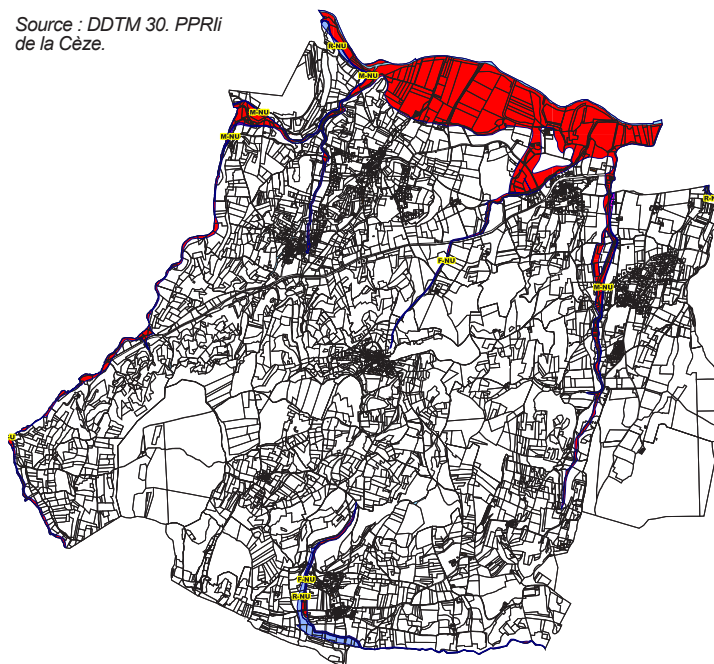 Source : DDTM 30. PPRIi
de la Cèze.
R-NU
M-NU
M-NU
M-NU
F-NU
M-NU
F-NU
R-NU